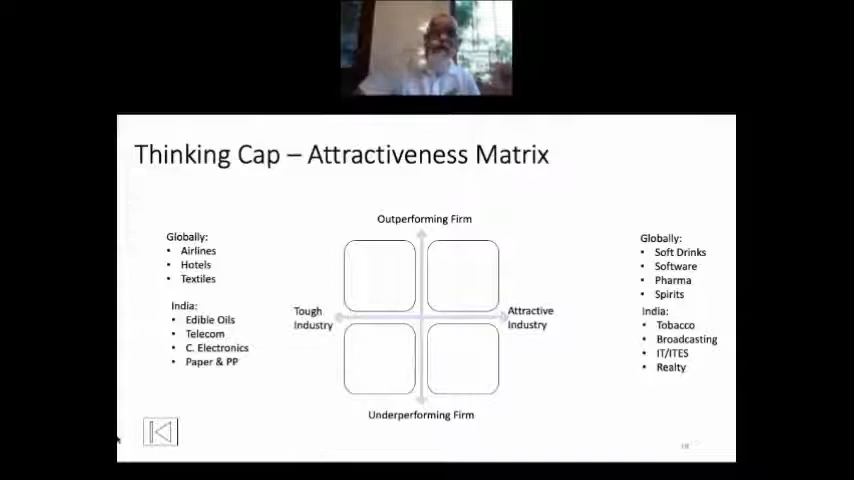 Thinking Cap – Attractiveness Matrix
Outperforming Firm
Globally:
• Airlines
• Hotels
• Textiles
India:
• Edible Oils
• Telecom
• C. Electronics
• Paper & PP
Tough
Industry
Attractive
Industry
Underperforming Firm
Globally:
• Soft Drinks
• Software
• Pharma
• Spirits
India:
• Tobacco
• Broadcasting
• IT/ITES
• Realty